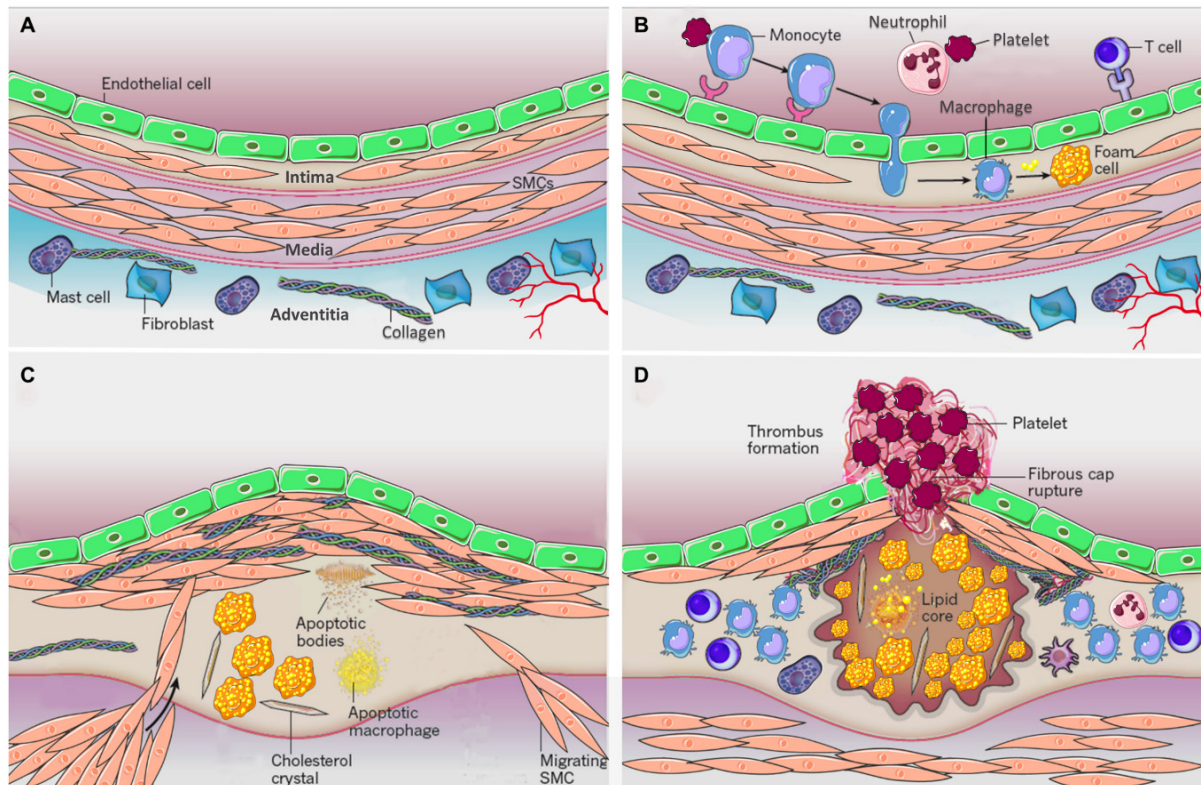 A
Endothelial cell
Intima
SMCs
Media
Mast cell
Fibroblast
Adventitia
Collagen
B
Monocyte
Neutrophil
Platelet
T cell
Macrophage
Foam
cell
C
Apoptotic
bodies
Apoptotic
macrophage
Cholesterol
crystal
Migrating
SMC
D
Thrombus
formation
Platelet
Fibrous cap
rupture
Lipid
core